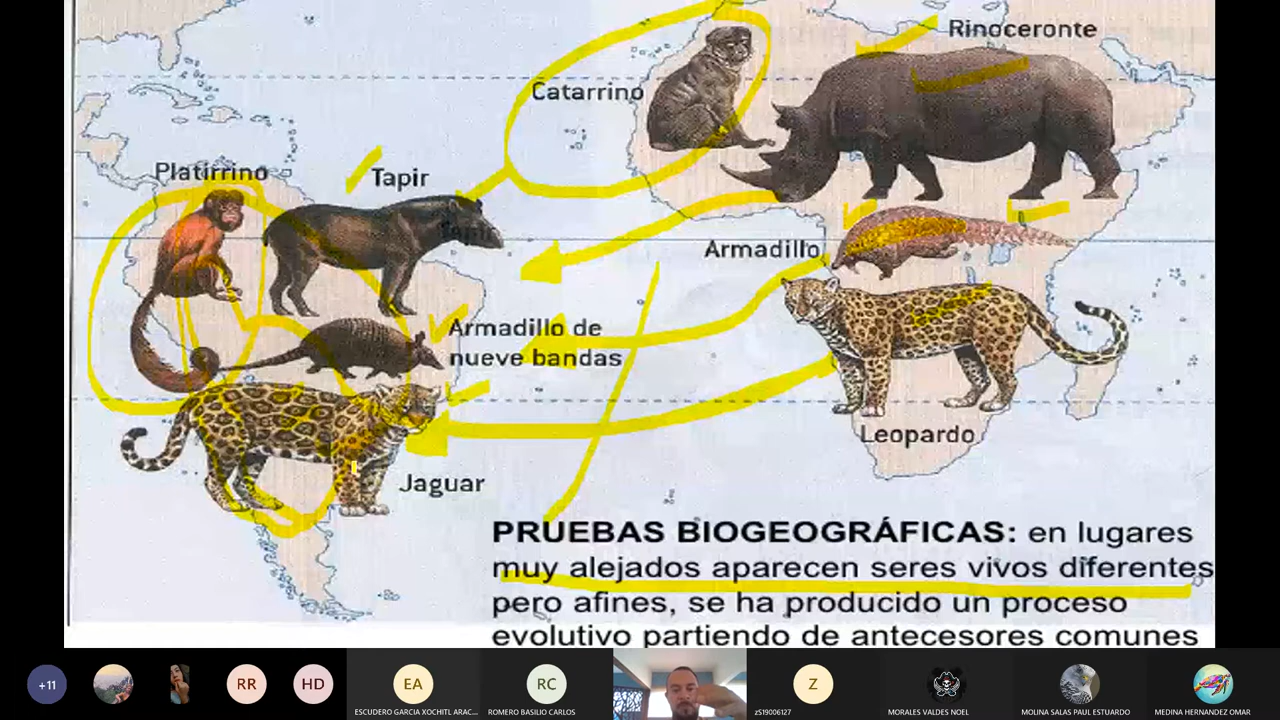 Rinoceronte
Catarrino
Platirrino
Tapir
Tapir
Armadillo
Armadillo de
nueve bandas
Leopardo
Jaguar
PRUEBAS BIOGEOGRÁFICAS: en lugares
muy alejados aparecen seres vivos diferentes
pero afines, se ha producido un proceso
evolutivo partiendo de antecesores comunes
+11
RR
HD
EA
ESCUDERO GARCIA XOCHITL ARAC...
RC
ROMERO BASILIO CARLOS
Z
zS19006127
MORALES VALDES NOEL
MOLINA SALAS PAUL ESTUARDO
MEDINA HERNANDEZ OMAR